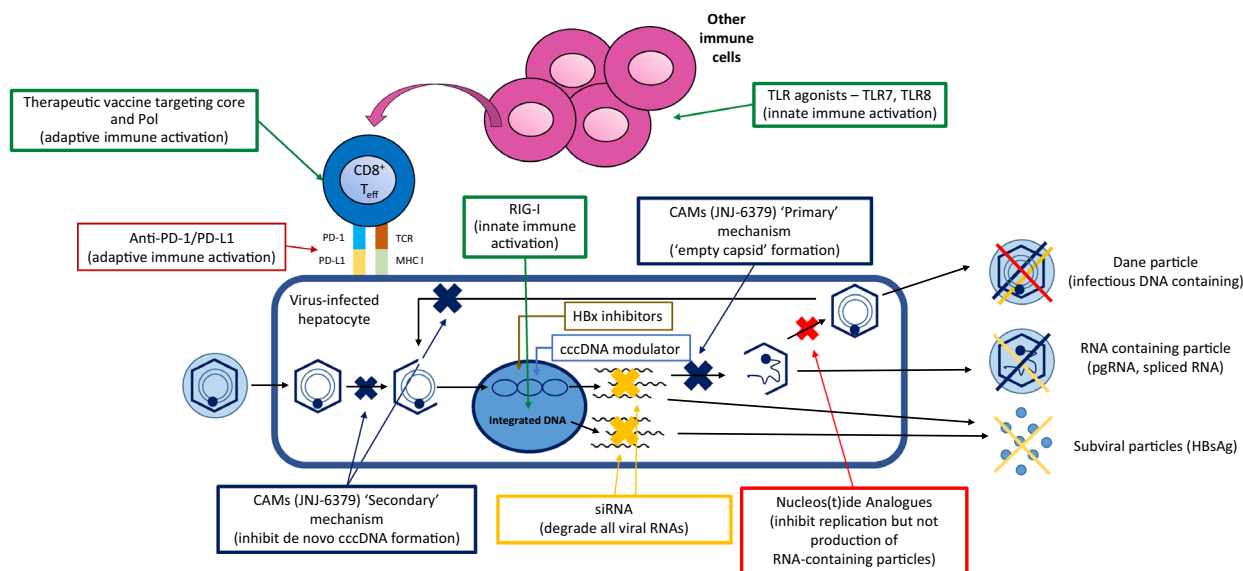 Other
immune
cells
Therapeutic vaccine targeting core
and Pol
(adaptive immune activation)
TLR agonists – TLR7, TLR8
(innate immune activation)
CD8+
Teff
PD-1
TCR
PD-L1
MHC I
Anti-PD-1/PD-L1
(adaptive immune activation)
RIG-I
(innate immune
activation)
CAMs (JNJ-6379) ‘Primary’
mechanism
(‘empty capsid’ formation)
Virus-infected
hepatocyte
HBx inhibitors
cccDNA modulator
Integrated DNA
Dane particle
(infectious DNA containing)
RNA containing particle
(pgRNA, spliced RNA)
Subviral particles (HBsAg)
CAMs (JNJ-6379) ‘Secondary’
mechanism
(inhibit de novo cccDNA formation)
siRNA
(degrade all viral RNAs)
Nucleos(t)ide Analogues
(inhibit replication but not
production of
RNA-containing particles)